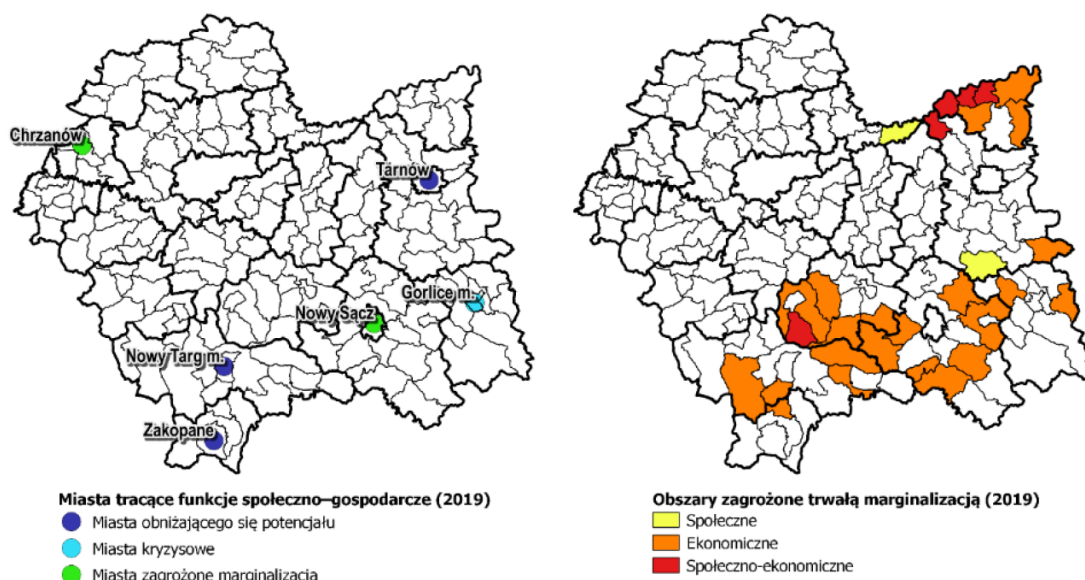 Chrzanów
Tarnów
Gorlice m.
Nowy Sącz
Nowy Targ m.
Zakopane
Miasta tracące funkcje społeczno–gospodarcze (2019)
Miasta obniżającego się potencjału
Miasta kryzysowe
Miasta zagrożone marginalizacją
Obszary zagrożone trwałą marginalizacją (2019)
Społeczne
Ekonomiczne
Społeczno-ekonomiczne